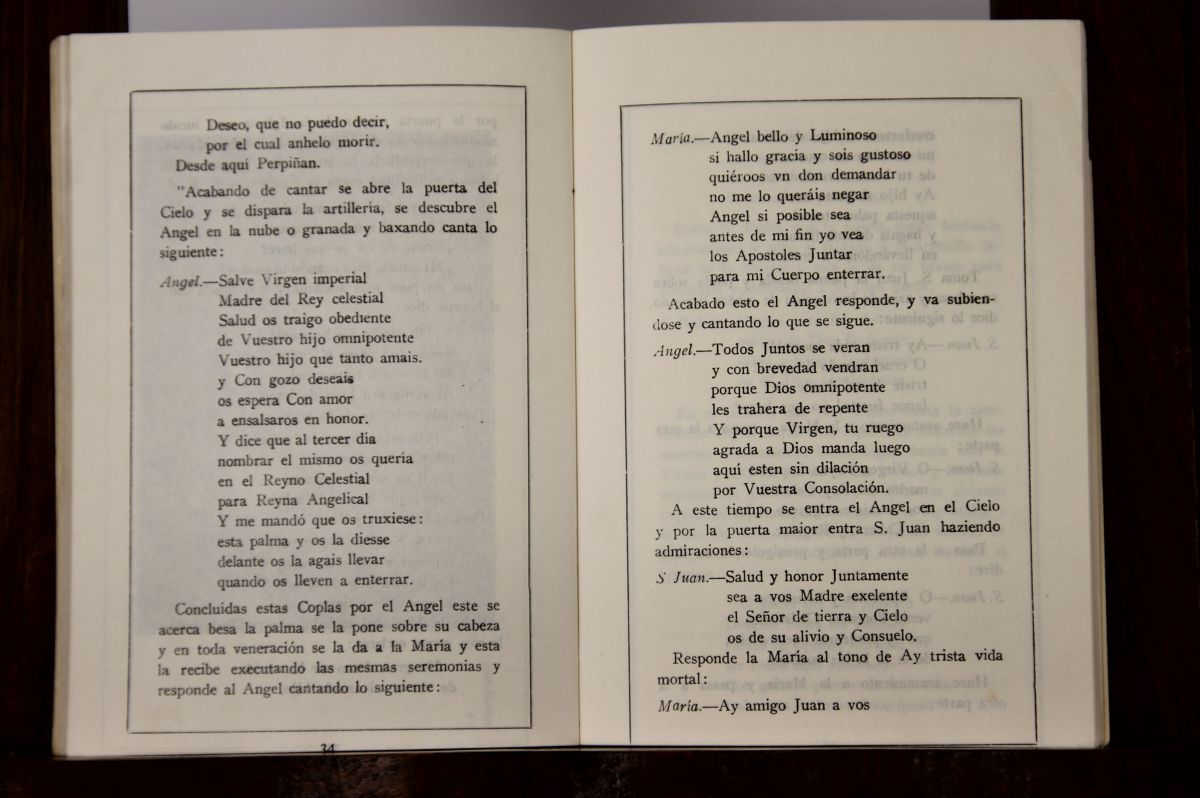 Deseo, que no puedo decir,
por el cual anhelo morir.
Desde aqui Perpiñan.
"Acabando de cantar se abre la puerta del
Cielo y se dispara la artilleria, se descubre el
Angel en la nube o granada y baxando canta lo
siguiente:
Angel.—Salve Virgen imperial
Madre del Rey celestial
Salud os traigo obediente
de Vuestro hijo omnipotente
Vuestro hijo que tanto amais.
y Con gozo deseais
os espera Con amor
a ensalsaros en honor.
Y dice que al tercer día
nombrar el mismo os quería
en el Reyno Celestial
para Reyna Angelical
Y me mandó que os truxiese:
esta palma y os la diesse
delante os la agais llevar
quando os lleven a enterrar.
Concluidas estas Coplas por el Angel este se
acerca besa la palma se la pone sobre su cabeza
y en toda veneración se la da a la María y esta
la recibe executando las mesmas seremonias y
responde al Angel cantando lo siguiente:
34
María.—Angel bello y Luminoso
si hallo gracia y sois gustoso
quiéroos vn don demandar
no me lo queráis negar
Angel si posible sea
antes de mi fin yo vea
los Apostoles Juntar
para mi Cuerpo enterrar.
Acabado esto el Angel responde, y va subien-
dose y cantando lo que se sigue.
Angel.—Todos Juntos se veran
y con brevedad vendran
porque Dios omnipotente
les trahera de repente
Y porque Virgen, tu ruego
agrada a Dios manda luego
aquí esten sin dilación
por Vuestra Consolación.
A este tiempo se entra el Angel en el Cielo
y por la puerta maior entra S. Juan haziendo
admiraciones:
S Juan.—Salud y honor Juntamente
sea a vos Madre exelente
el Señor de tierra y Cielo
os de su alivio y Consuelo.
Responde la María al tono de Ay trista vida
mortal:
María.—Ay amigo Juan a vos